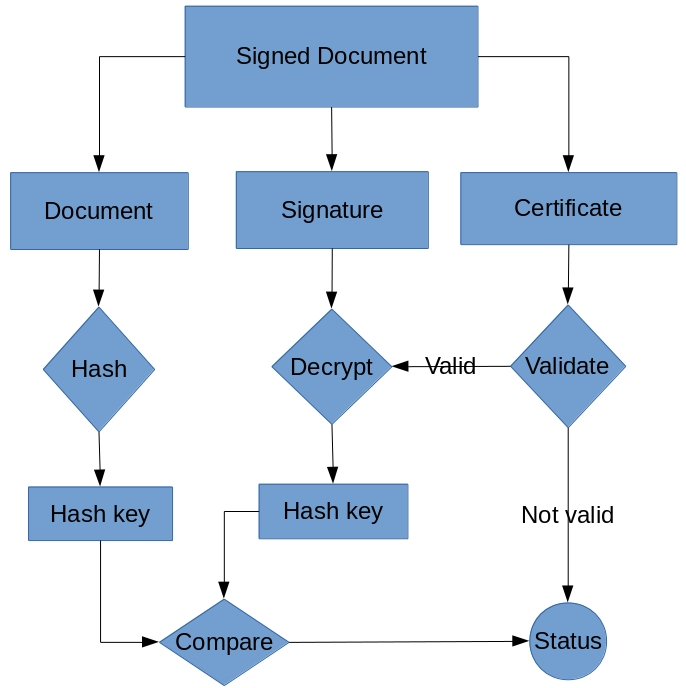 Signed Document
Document
Signature
Certificate
Hash
Decrypt
Valid
Validate
Hash key
Hash key
Not valid
Compare
Status